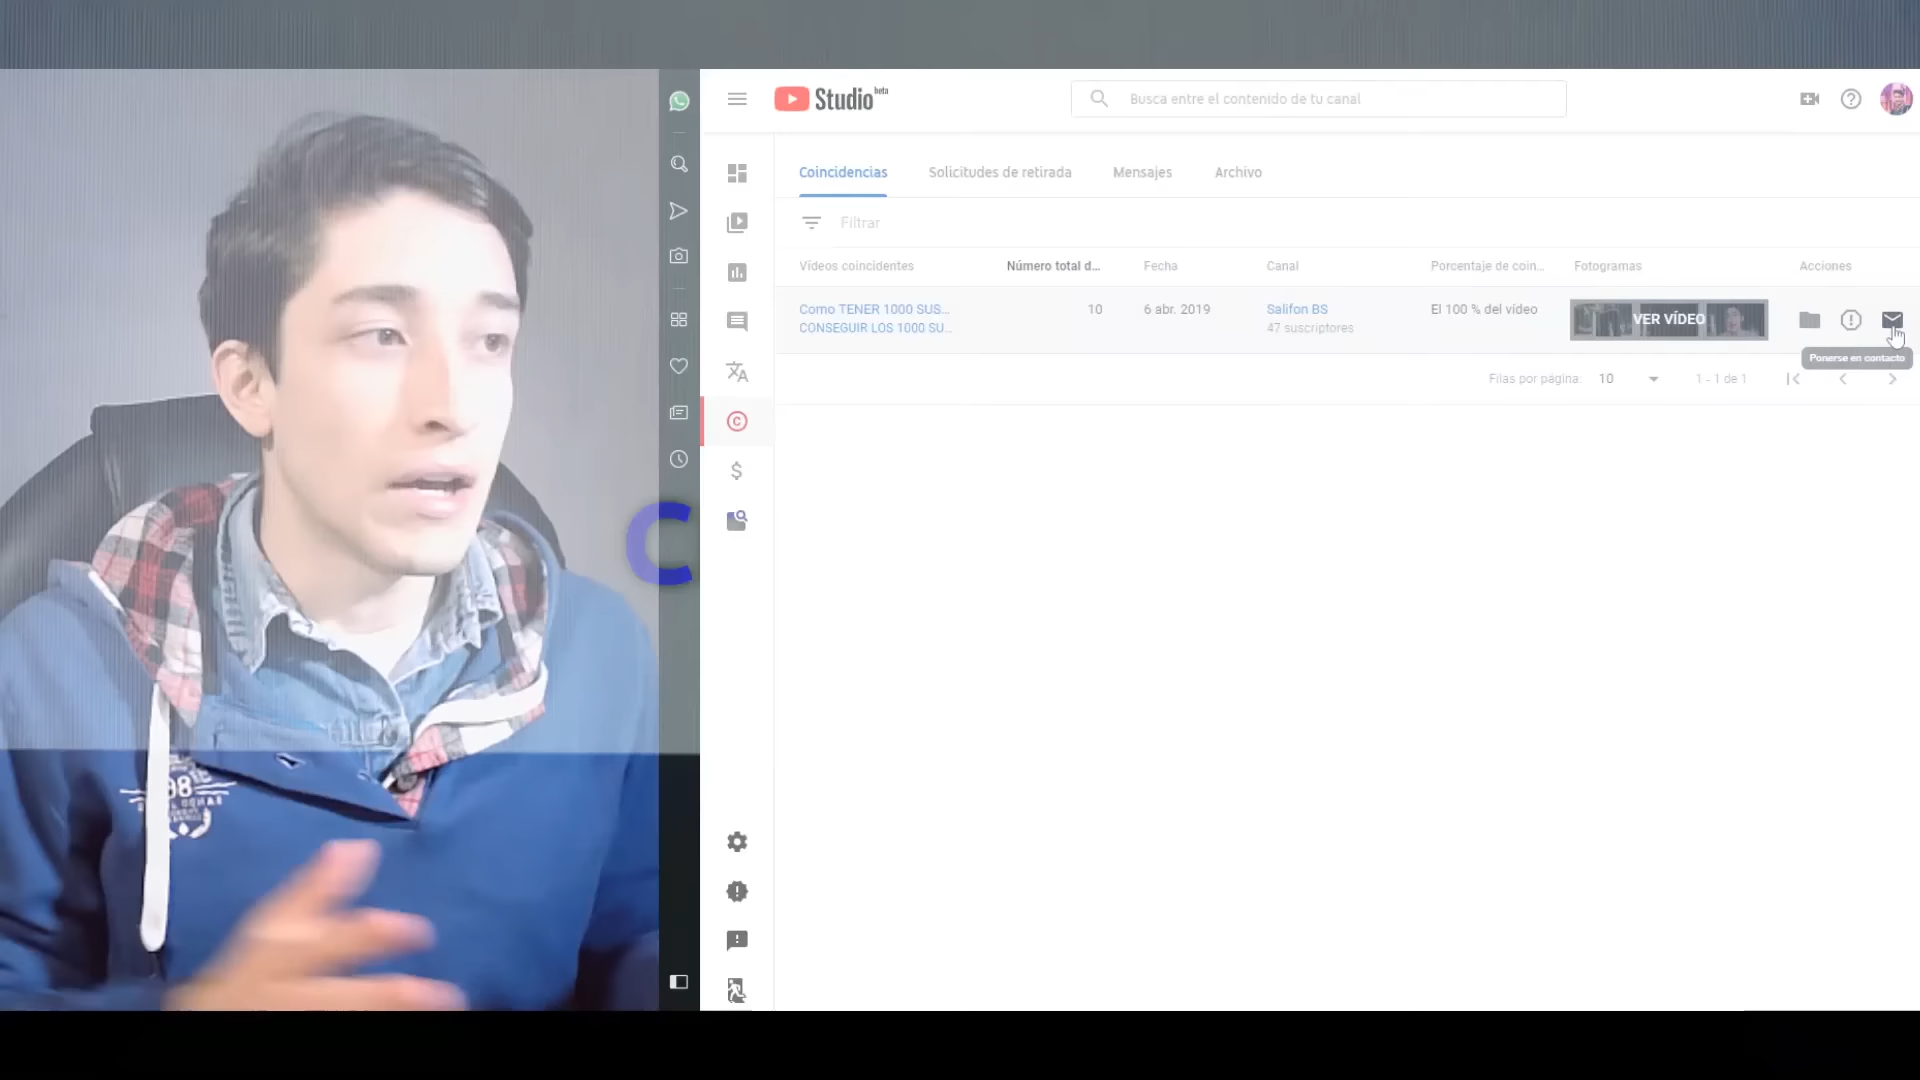 Studio beta
Busca entre el contenido de tu canal
Coincidencias Solicitudes de retirada Mensajes Archivo
Filtrar
Vídeos coincidentes Número total d... Fecha Canal Porcentaje de coin... Fotogramas Acciones
Como TENER 1000 SUS... 10 6 abr. 2019 Salifon BS El 100 % del vídeo VER VÍDEO
CONSEGUIR LOS 1000 SU... 47 suscriptores
Ponerse en contacto
Filas por página: 10 1 - 1 de 1
C
98